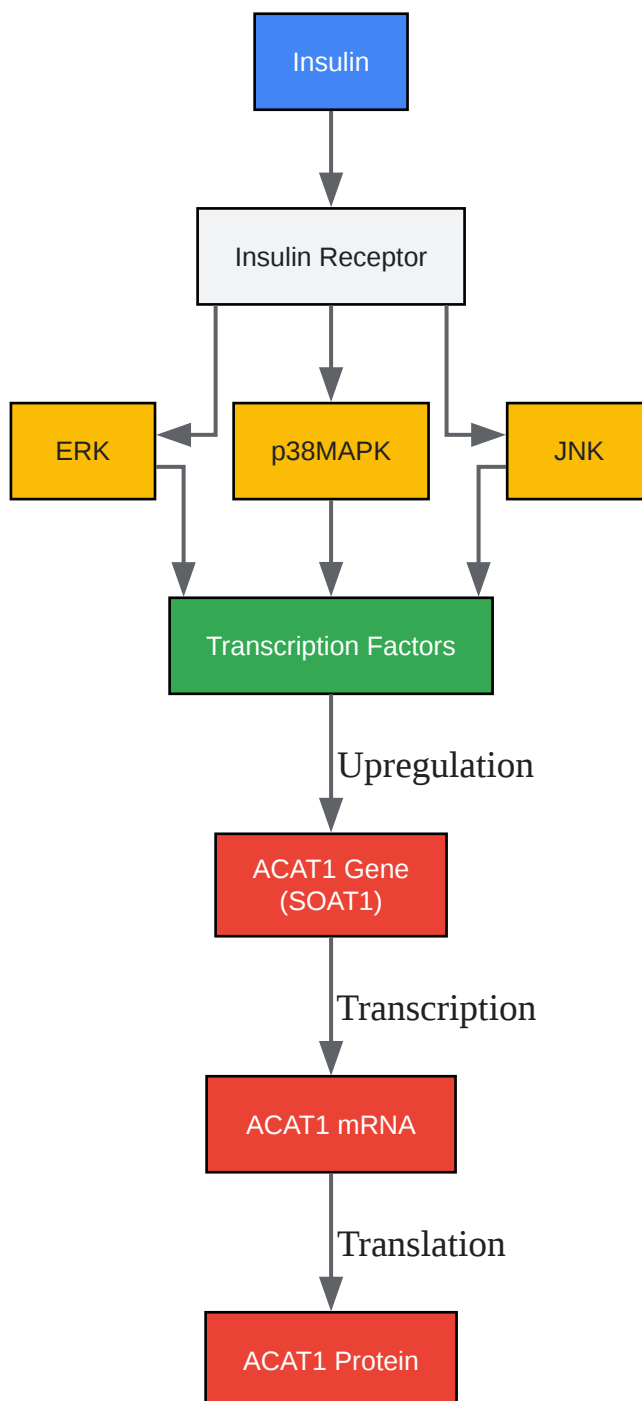 Insulin
Insulin Receptor
ERK
p38MAPK
JNK
Transcription Factors
Upregulation
ACAT1 Gene
(SOAT1)
Transcription
ACAT1 mRNA
Translation
ACAT1 Protein